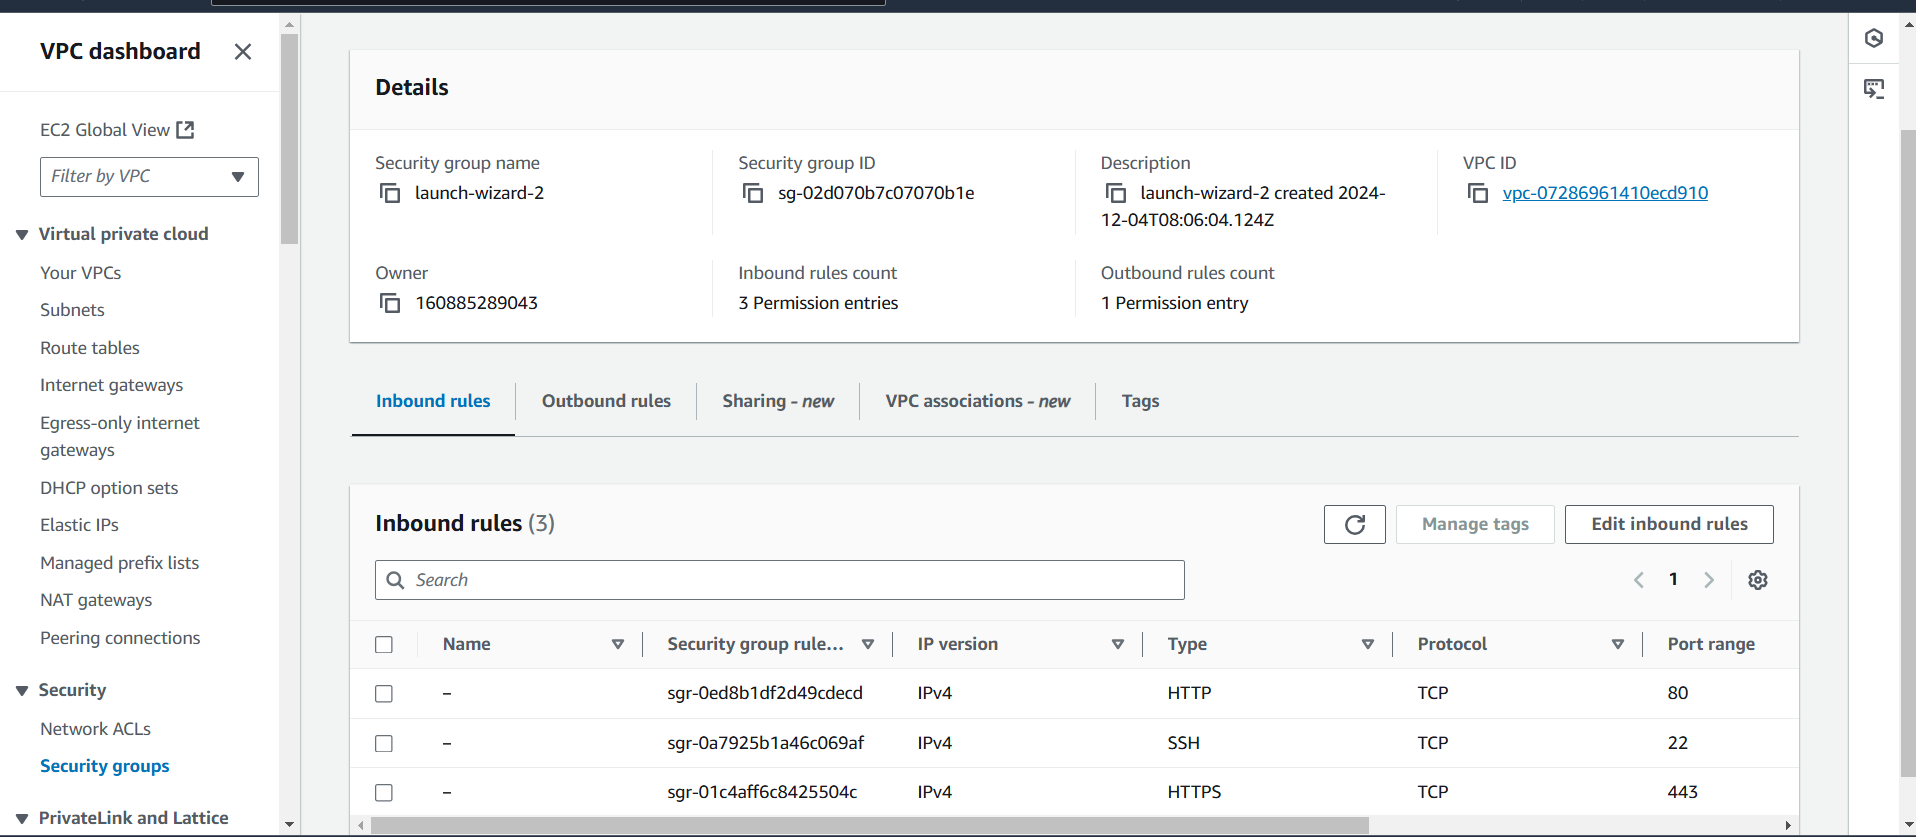 VPC dashboard
EC2 Global View
Filter by VPC
Virtual private cloud
Your VPCs
Subnets
Route tables
Internet gateways
Egress-only internet
gateways
DHCP option sets
Elastic IPs
Managed prefix lists
NAT gateways
Peering connections
Security
Network ACLs
Security groups
PrivateLink and Lattice
Details
Security group name
launch-wizard-2
Security group ID
sg-02d070b7c07070b1e
Description
launch-wizard-2 created 2024-
12-04T08:06:04.124Z
VPC ID
vpc-07286961410ecd910
Owner
160885289043
Inbound rules count
3 Permission entries
Outbound rules count
1 Permission entry
Inbound rules Outbound rules Sharing - new VPC associations - new Tags
Inbound rules (3)
Manage tags Edit inbound rules
Search
1
Name Security group rule... IP version Type Protocol Port range
– sgr-0ed8b1df2d49cdecd IPv4 HTTP TCP 80
– sgr-0a7925b1a46c069af IPv4 SSH TCP 22
– sgr-01c4aff6c8425504c IPv4 HTTPS TCP 443